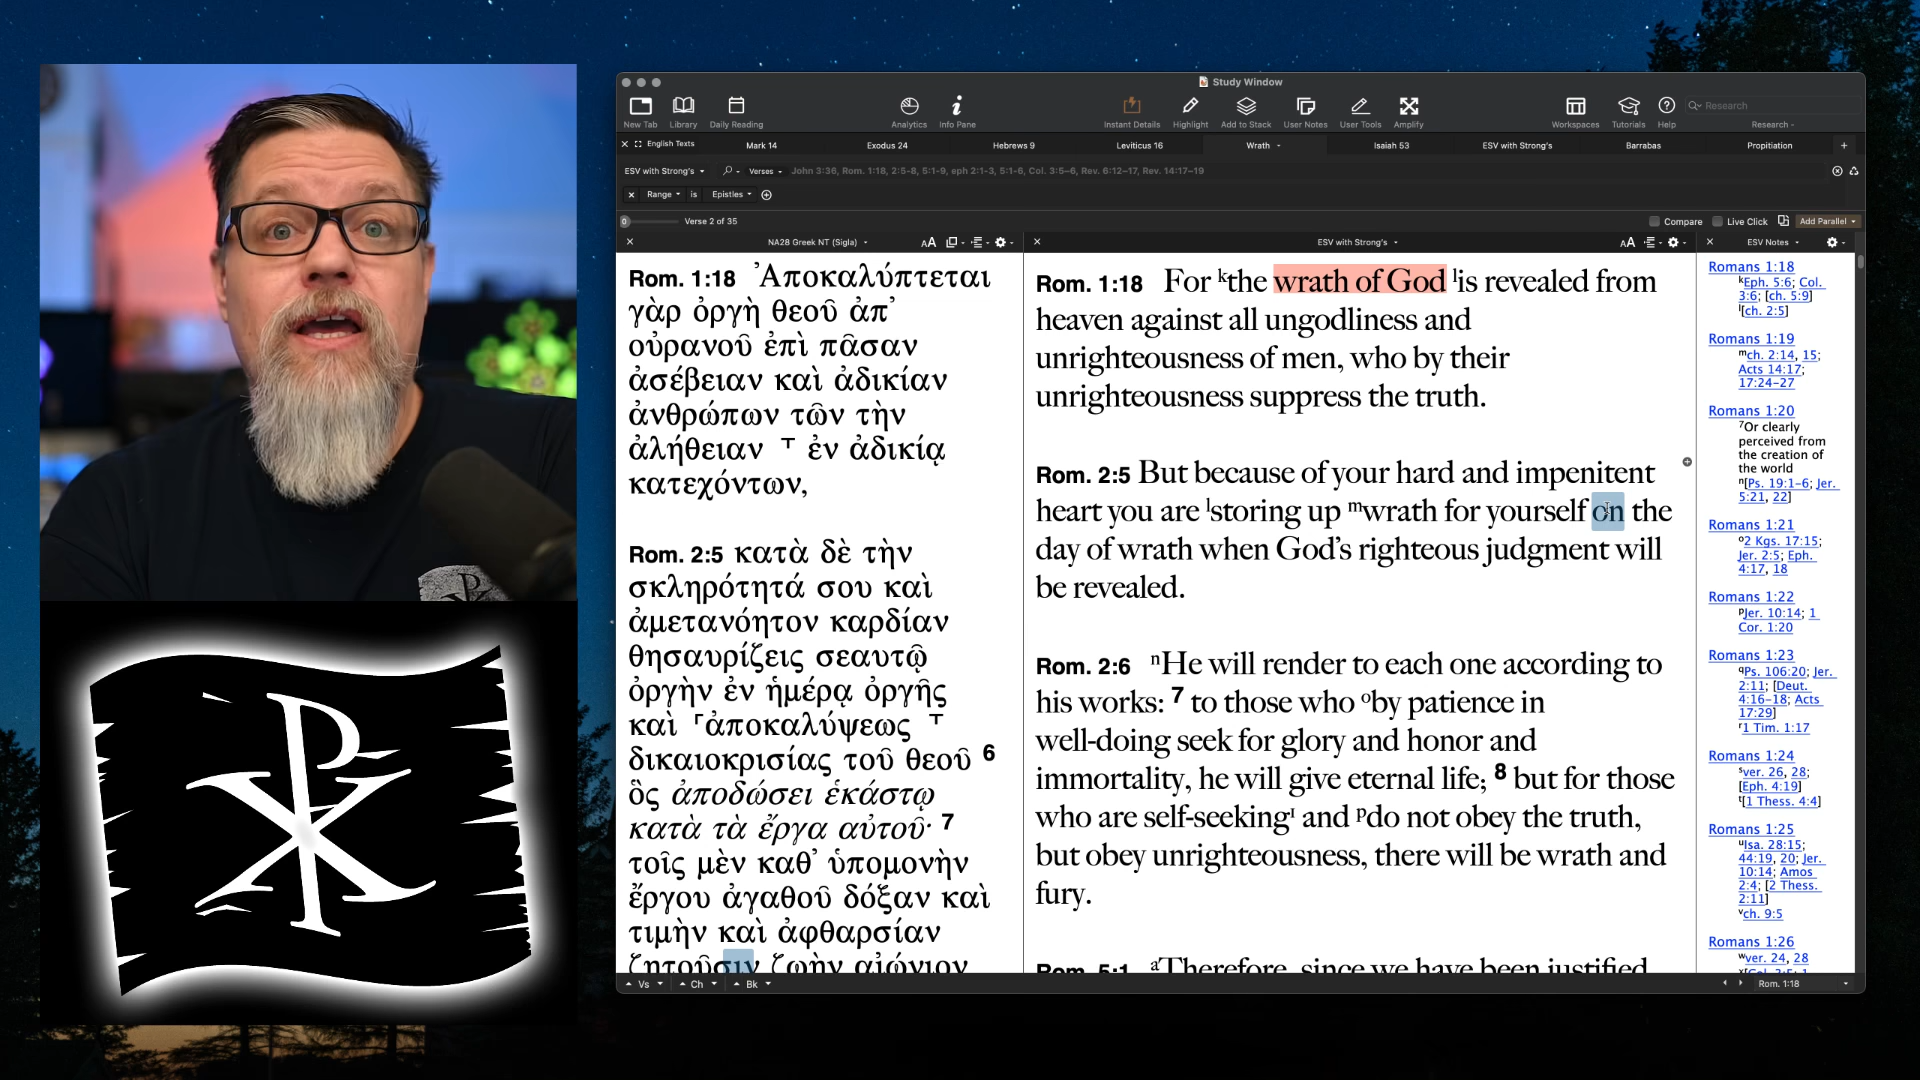 Study Window
New Tab Library Daily Reading Analytics Info Pane Instant Details Highlight Add to Stack User Notes User Tools Amplify Workspaces Tutorials Help Research
Research
English Texts Mark 14 Exodus 24 Hebrews 9 Leviticus 16 Wrath Isaiah 53 ESV with Strong's Barrabas Propitiation
ESV with Strong's Verses John 3:36, Rom. 1:18, 2:5-8, 5:1-9, eph 2:1-3, 5:1-6, Col. 3:5–6, Rev. 6:12–17, Rev. 14:17–19
Range is Epistles
0 Verse 2 of 35 Compare Live Click Add Parallel
NA28 Greek NT (Sigla)
Rom. 1:18 Ἀποκαλύπτεται
γὰρ ὀργὴ θεοῦ ἀπ’
οὐρανοῦ ἐπὶ πᾶσαν
ἀσέβειαν καὶ ἀδικίαν
ἀνθρώπων τῶν τὴν
ἀλήθειαν ⸆ ἐν ἀδικίᾳ
κατεχόντων,
Rom. 2:5 κατὰ δὲ τὴν
σκληρότητά σου καὶ
ἀμετανόητον καρδίαν
θησαυρίζεις σεαυτῷ
ὀργὴν ἐν ἡμέρᾳ ὀργῆς
καὶ ⸀ἀποκαλύψεως ⸆
δικαιοκρισίας τοῦ θεοῦ 6
ὃς ἀποδώσει ἑκάστῳ
κατὰ τὰ ἔργα αὐτοῦ· 7
τοῖς μὲν καθ’ ὑπομονὴν
ἔργου ἀγαθοῦ δόξαν καὶ
τιμὴν καὶ ἀφθαρσίαν
ζητοῦσιν ζωὴν αἰώνιον
ESV with Strong's
Rom. 1:18 For kthe wrath of God lis revealed from
heaven against all ungodliness and
unrighteousness of men, who by their
unrighteousness suppress the truth.
Rom. 2:5 But because of your hard and impenitent
heart you are lstoring up mwrath for yourself on the
day of wrath when God’s righteous judgment will
be revealed.
Rom. 2:6 nHe will render to each one according to
his works: 7 to those who oby patience in
well-doing seek for glory and honor and
immortality, he will give eternal life; 8 but for those
who are self-seeking1 and pdo not obey the truth,
but obey unrighteousness, there will be wrath and
fury.
Rom. 5:1 aTherefore, since we have been justified
ESV Notes
Romans 1:18
kEph. 5:6; Col.
3:6; [ch. 5:9]
l[ch. 2:5]
Romans 1:19
mch. 2:14, 15;
Acts 14:17;
17:24–27
Romans 1:20
7Or clearly
perceived from
the creation of
the world
n[Ps. 19:1–6; Jer.
5:21, 22]
Romans 1:21
o2 Kgs. 17:15;
Jer. 2:5; Eph.
4:17, 18
Romans 1:22
pJer. 10:14; 1
Cor. 1:20
Romans 1:23
qPs. 106:20; Jer.
2:11; [Deut.
4:16–18; Acts
17:29]
r1 Tim. 1:17
Romans 1:24
sver. 26, 28;
[Eph. 4:19]
t[1 Thess. 4:4]
Romans 1:25
uIsa. 28:15;
44:19, 20; Jer.
10:14; Amos
2:4; [2 Thess.
2:11]
vch. 9:5
Romans 1:26
wver. 24, 28
Vs Ch Bk Rom. 1:18